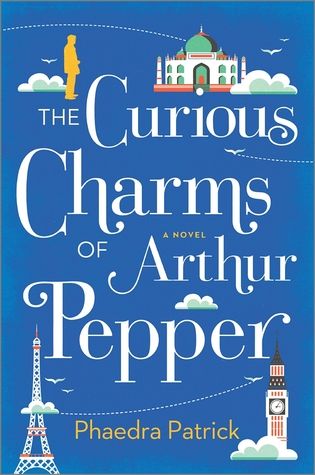 THE Curious
Charms
OF A NOVEL Arthur
Pepper
Phaedra Patrick